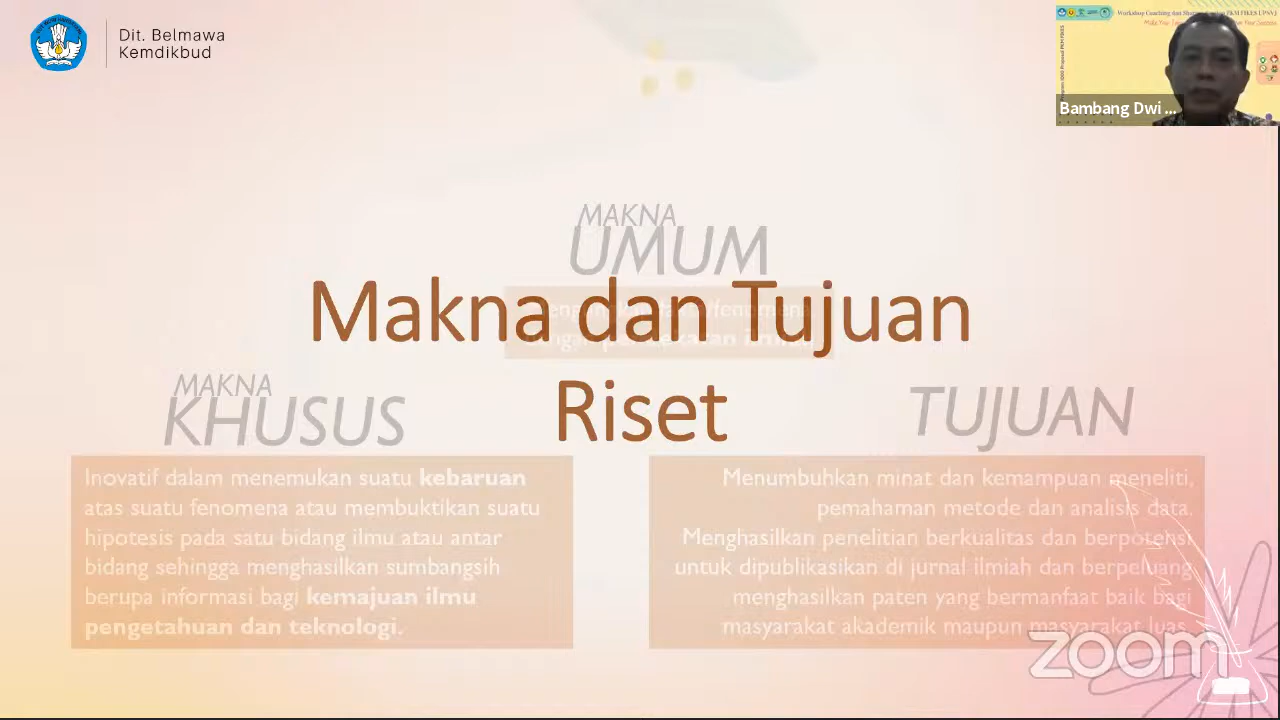 Dit. Belmawa
Kemdikbud
Workshop Coaching dan
Bambang Dwi ...
MAKNA
UMUM
Makna dan Tujuan
Riset
MAKNA
KHUSUS
Inovatif dalam menemukan suatu kebaruan
atas suatu fenomena atau membuktikan suatu
hipotesis pada satu bidang ilmu atau antar
bidang sehingga menghasilkan sumbangsih
berupa informasi bagi kemajuan ilmu
pengetahuan dan teknologi.
TUJUAN
Menumbuhkan minat dan kemampuan meneliti,
pemahaman metode dan analisis data.
Menghasilkan penelitian berkualitas dan berpotensi
untuk dipublikasikan di jurnal ilmiah dan berpeluang
menghasilkan paten yang bermanfaat baik bagi
masyarakat akademik maupun masyarakat luas.
zoom